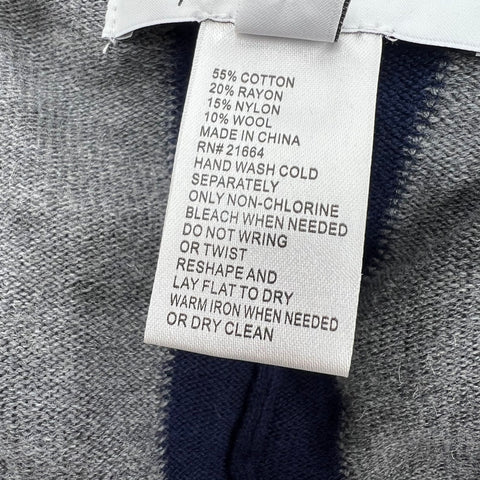 55% COTTON
20% RAYON
15% NYLON
10% WOOL
MADE IN CHINA
RN# 21664
HAND WASH COLD
SEPARATELY
ONLY NON-CHLORINE
BLEACH WHEN NEEDED
DO NOT WRING
OR TWIST
RESHAPE AND
LAY FLAT TO DRY
WARM IRON WHEN NEEDED
OR DRY CLEAN